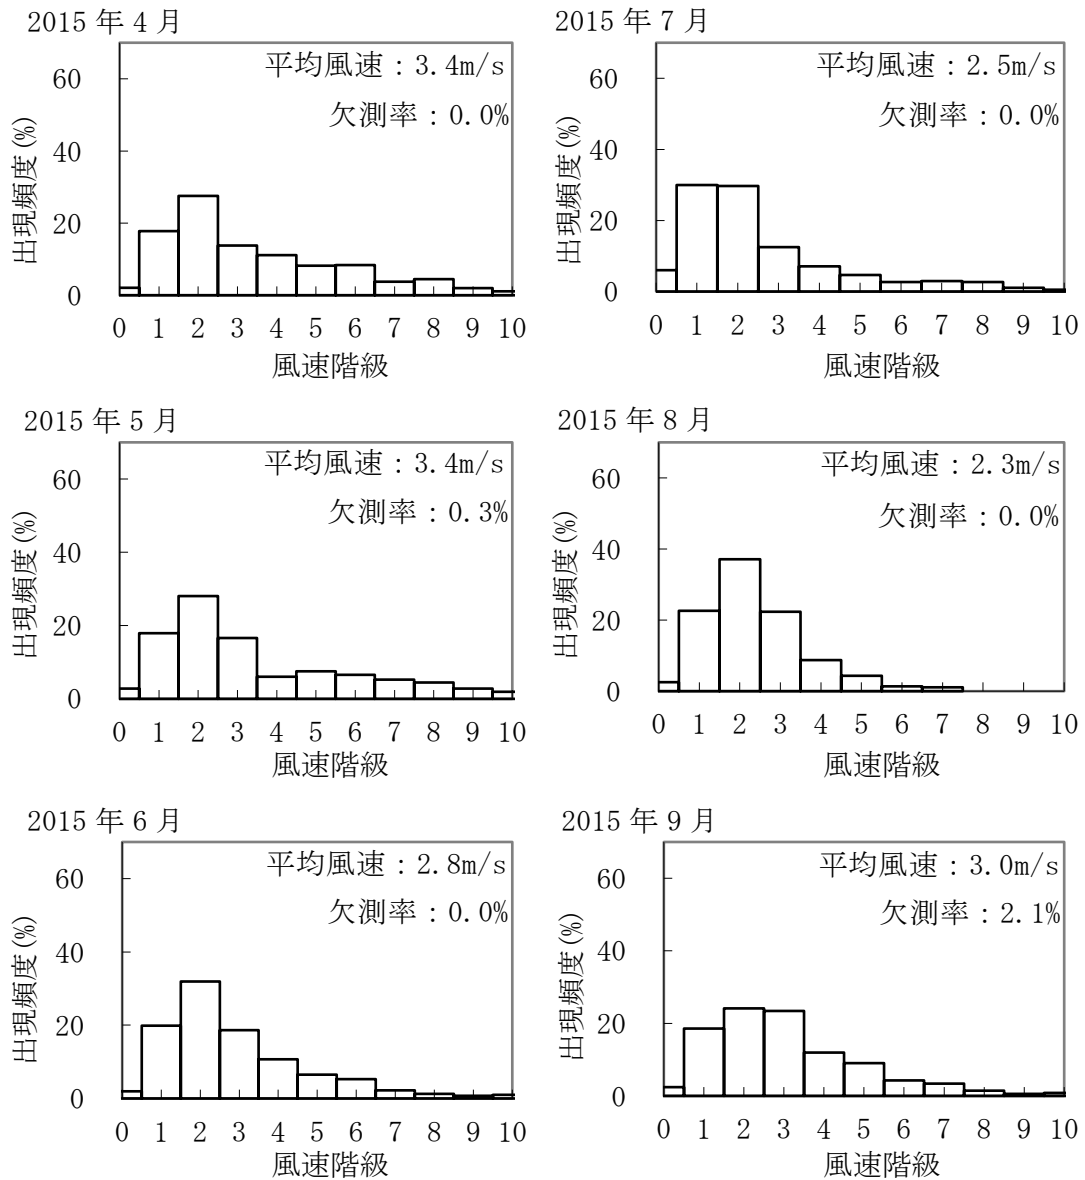 2015 年 4 月
平均風速：3.4m/s
欠測率：0.0%
出現頻度(%)
60
40
20
0
0 1 2 3 4 5 6 7 8 9 10
風速階級
2015 年 7 月
平均風速：2.5m/s
欠測率：0.0%
出現頻度(%)
60
40
20
0
0 1 2 3 4 5 6 7 8 9 10
風速階級
2015 年 5 月
平均風速：3.4m/s
欠測率：0.3%
出現頻度(%)
60
40
20
0
0 1 2 3 4 5 6 7 8 9 10
風速階級
2015 年 8 月
平均風速：2.3m/s
欠測率：0.0%
出現頻度(%)
60
40
20
0
0 1 2 3 4 5 6 7 8 9 10
風速階級
2015 年 6 月
平均風速：2.8m/s
欠測率：0.0%
出現頻度(%)
60
40
20
0
0 1 2 3 4 5 6 7 8 9 10
風速階級
2015 年 9 月
平均風速：3.0m/s
欠測率：2.1%
出現頻度(%)
60
40
20
0
0 1 2 3 4 5 6 7 8 9 10
風速階級